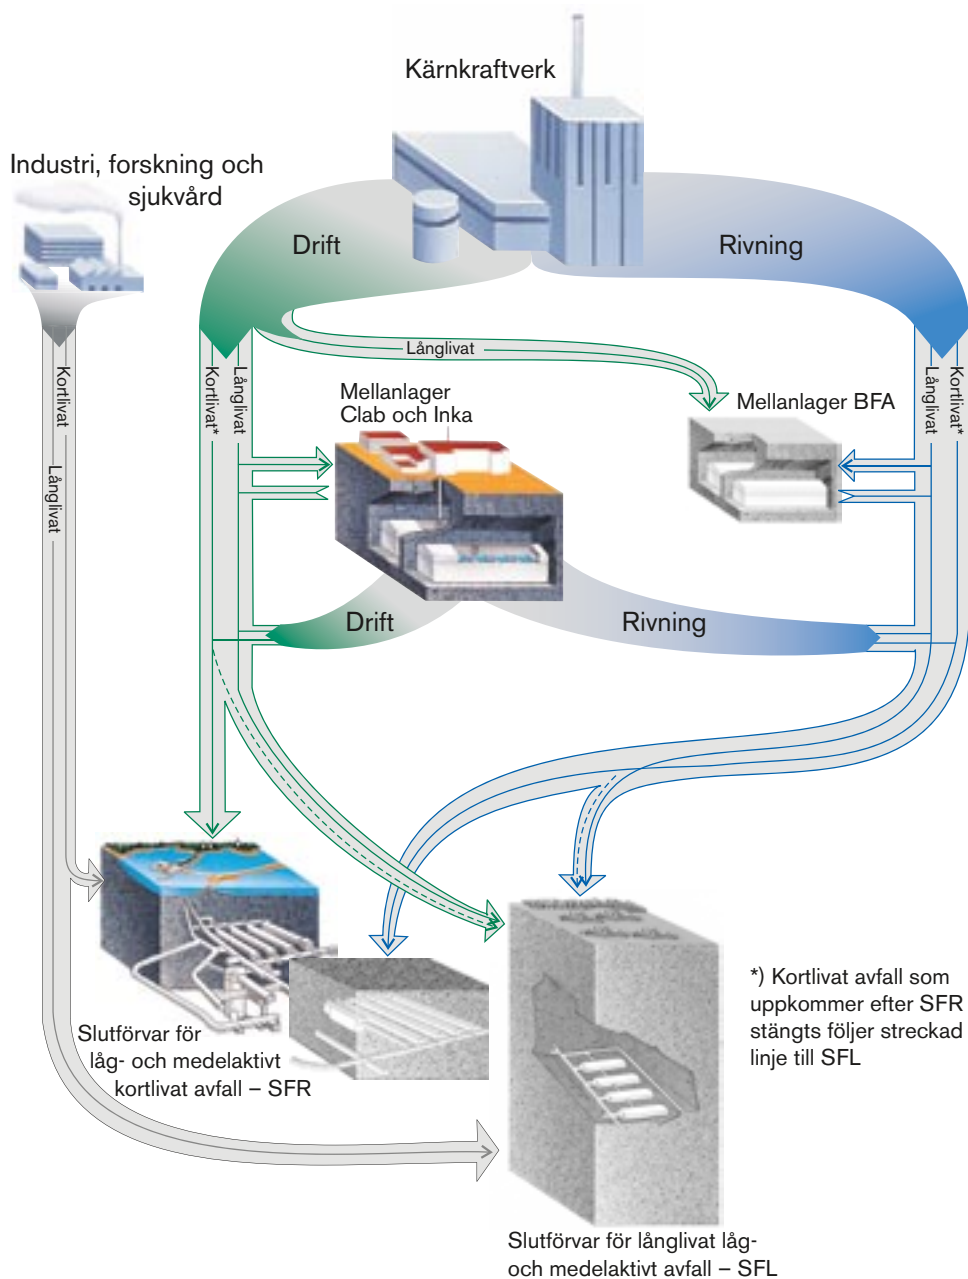 Kärnkraftverk
Industri, forskning och
sjukvård
Drift
Rivning
Långlivat
Kortlivat
Långlivat
Kortlivat*
Långlivat
Mellanlager
Clab och Inka
Mellanlager BFA
Långlivat
Kortlivat*
Drift
Rivning
Slutförvar för
låg- och medelaktivt
kortlivat avfall – SFR
*) Kortlivat avfall som
uppkommer efter SFR
stängts följer streckad
linje till SFL
Slutförvar för långlivat låg-
och medelaktivt avfall – SFL